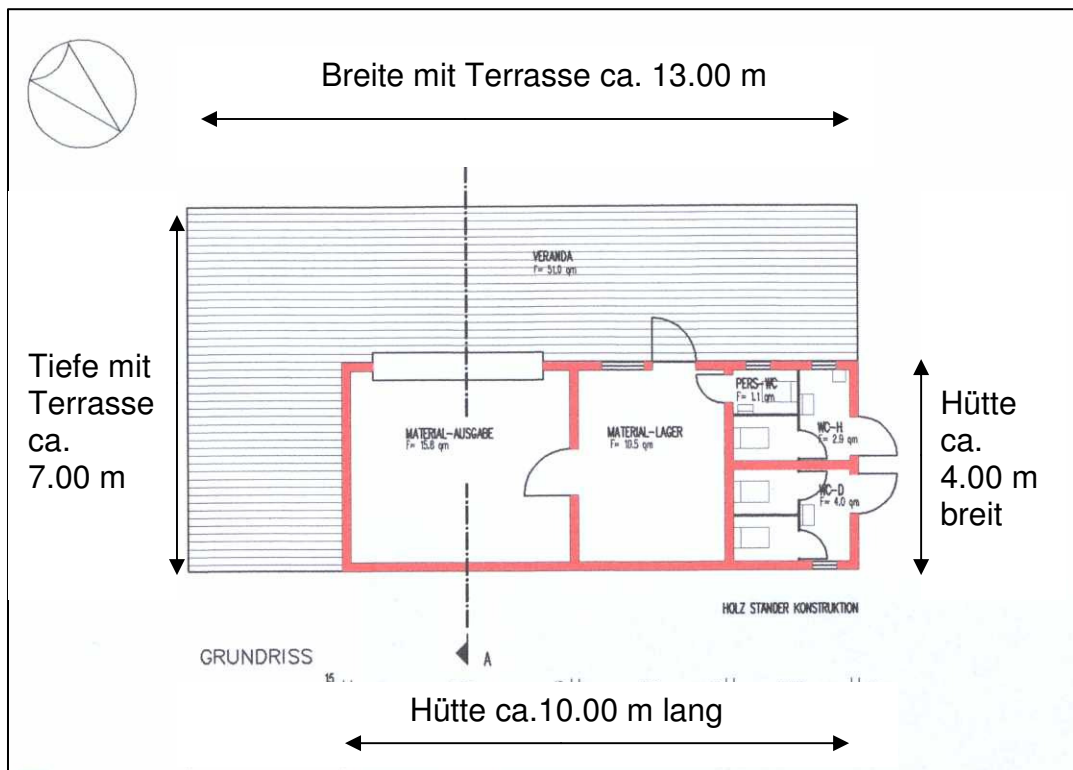 Breite mit Terrasse ca. 13.00 m
VERANDA
F= 51.0 qm
Tiefe mit
Terrasse
ca.
7.00 m
MATERIAL-AUSGABE
F= 15.8 qm
MATERIAL-LAGER
F= 10.5 qm
PERS-WC
F= 1.1 qm
WC-H
F= 2.9 qm
WC-D
F= 4.0 qm
Hütte
ca.
4.00 m
breit
HOLZ STÄNDER KONSTRUKTION
GRUNDRISS
A
15
Hütte ca.10.00 m lang